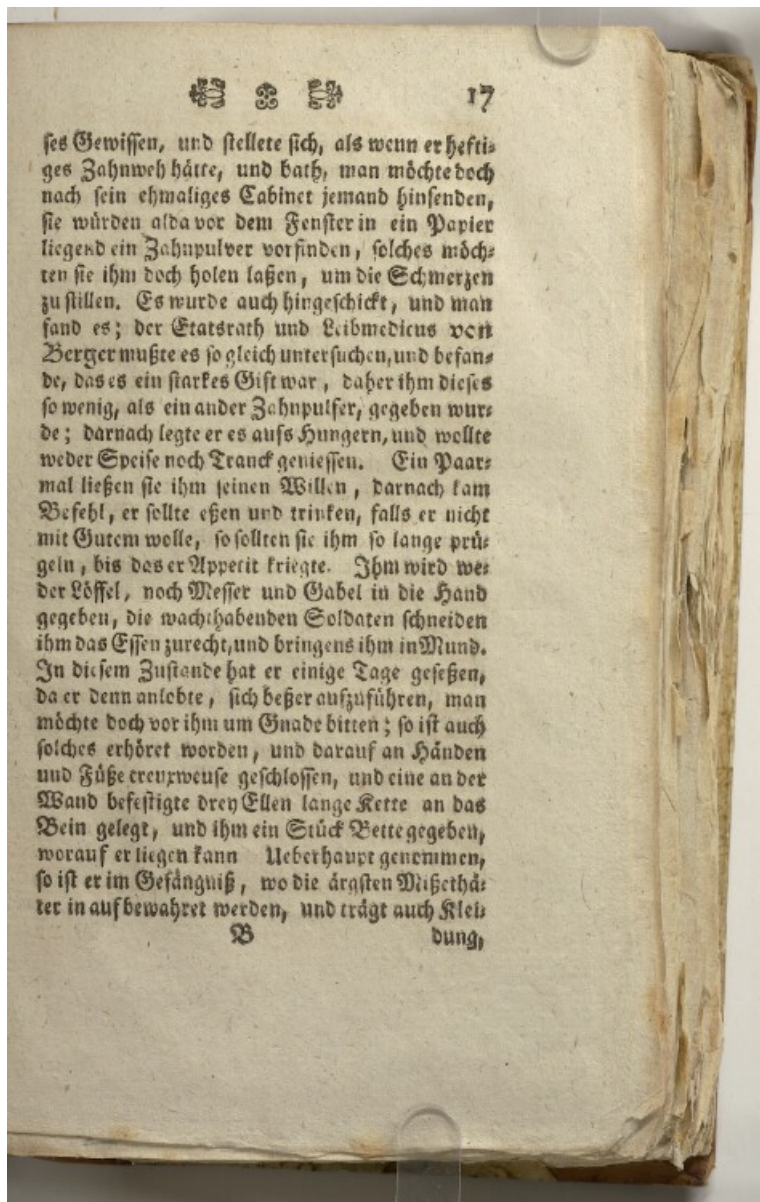 17
ses Gewissen, und stellete sich, als wenn er hefti-
ges Zahnweh hätte, und bath, man möchte doch
nach sein ehmaliges Cabinet jemand hinsenden,
sie würden alda vor dem Fenster in ein Papier
liegend ein Zahnpulver vorfinden, solches möch-
ten sie ihm doch holen laßen, um die Schmerzen
zu stillen. Es wurde auch hingeschickt, und man
fand es; der Etatsrath und Leibmedicus von
Berger mußte es so gleich untersuchen, und befan-
de, das es ein starkes Gift war, daher ihm dieses
so wenig, als ein ander Zahnpulfer, gegeben wur-
de; darnach legte er es aufs Hungern, und wollte
weder Speise noch Tranck geniessen. Ein Paar-
mal ließen sie ihm seinen Willen, darnach kam
Befehl, er sollte eßen und trinken, falls er nicht
mit Gutem wolle, so sollten sie ihm so lange prü-
geln, bis das er Appetit kriegte. Ihm wird we-
der Löffel, noch Messer und Gabel in die Hand
gegeben, die wachthabenden Soldaten schneiden
ihm das Essen zurecht, und bringens ihm in Mund.
In diesem Zustande hat er einige Tage geseßen,
da er denn anlobte, sich beßer aufzuführen, man
möchte doch vor ihm um Gnade bitten; so ist auch
solches erhöret worden, und darauf an Händen
und Füße creuxweuse geschlossen, und eine an der
Wand befestigte drey Ellen lange Kette an das
Bein gelegt, und ihm ein Stück Bette gegeben,
worauf er liegen kann Ueberhaupt genommen,
so ist er im Gefängniß, wo die ärgsten Mißethä-
ter in aufbewahret werden, und trägt auch Klei-
B dung,